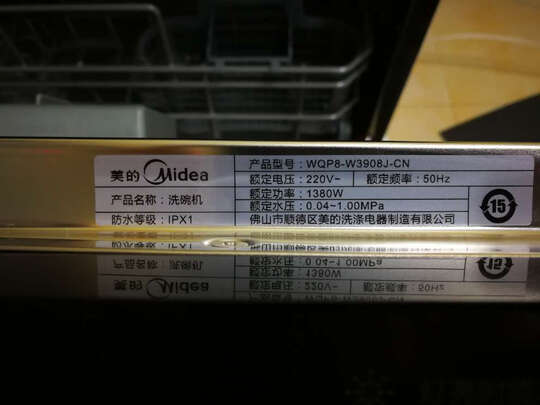 美的 Midea
产品名称：洗碗机
防水等级：IPX1
产品型号：WQP8-W3908J-CN
额定电压：220V~ 额定频率：50Hz
额定功率：1380W
额定水压：0.04~1.00MPa
佛山市顺德区美的洗涤电器制造有限公司
15